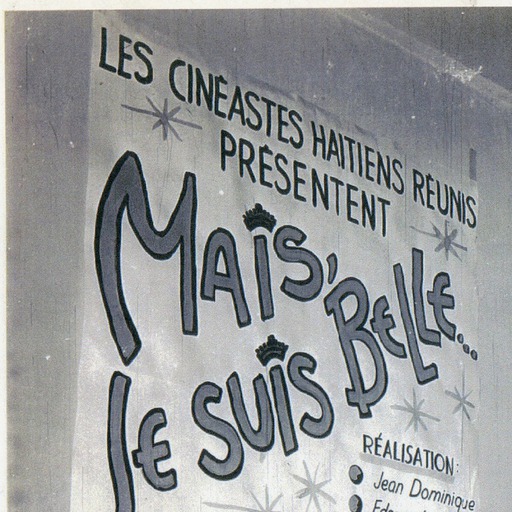 LES CINÉASTES HAITIENS RÉUNIS
PRÉSENTENT
MAIS, BELLE...
JE SUIS
RÉALISATION:
Jean Dominique